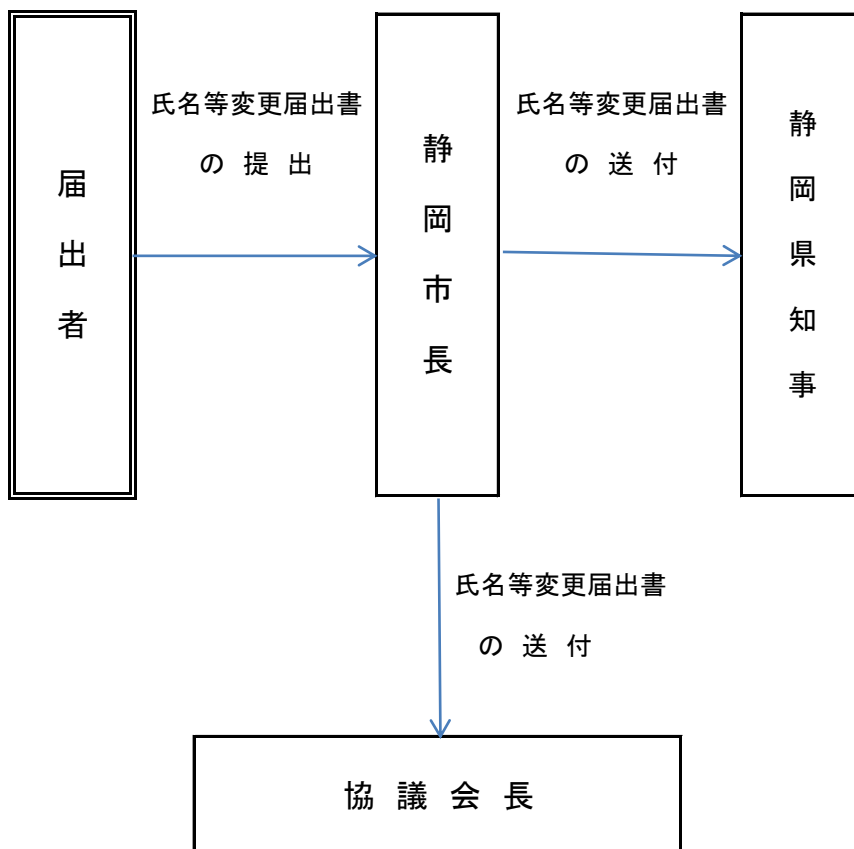 届出者
氏名等変更届出書
の提出
静岡市長
氏名等変更届出書
の送付
静岡県知事
氏名等変更届出書
の送付
協議会長